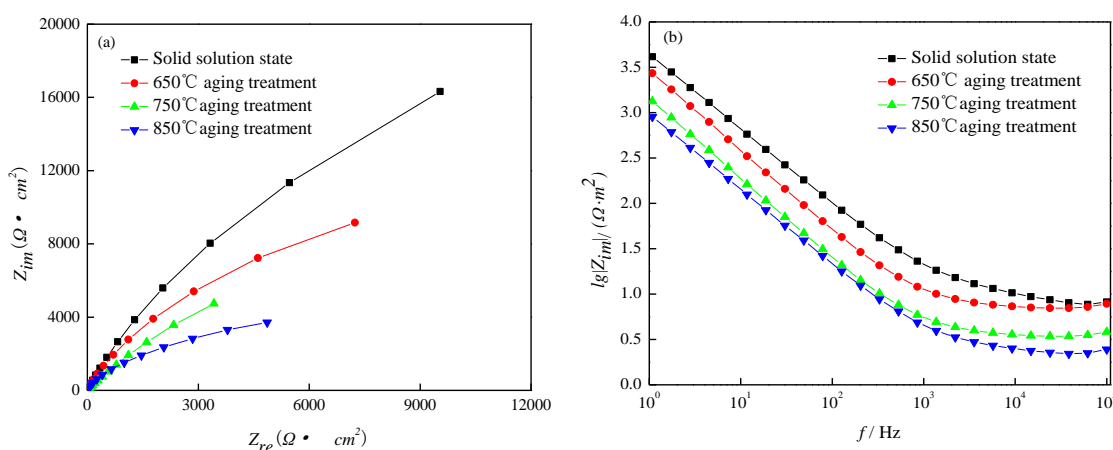 (a)
Solid solution state
650℃ aging treatment
750℃aging treatment
850℃aging treatment
20000
16000
12000
8000
4000
0
0 3000 6000 9000 12000
Z_im(Ω• cm²)
Z_re(Ω• cm²)
(b)
Solid solution state
650℃ aging treatment
750℃aging treatment
850℃aging treatment
4.0
3.5
3.0
2.5
2.0
1.5
1.0
0.5
0.0
10⁰ 10¹ 10² 10³ 10⁴
lg|Z_im|/(Ω·m²)
f / Hz